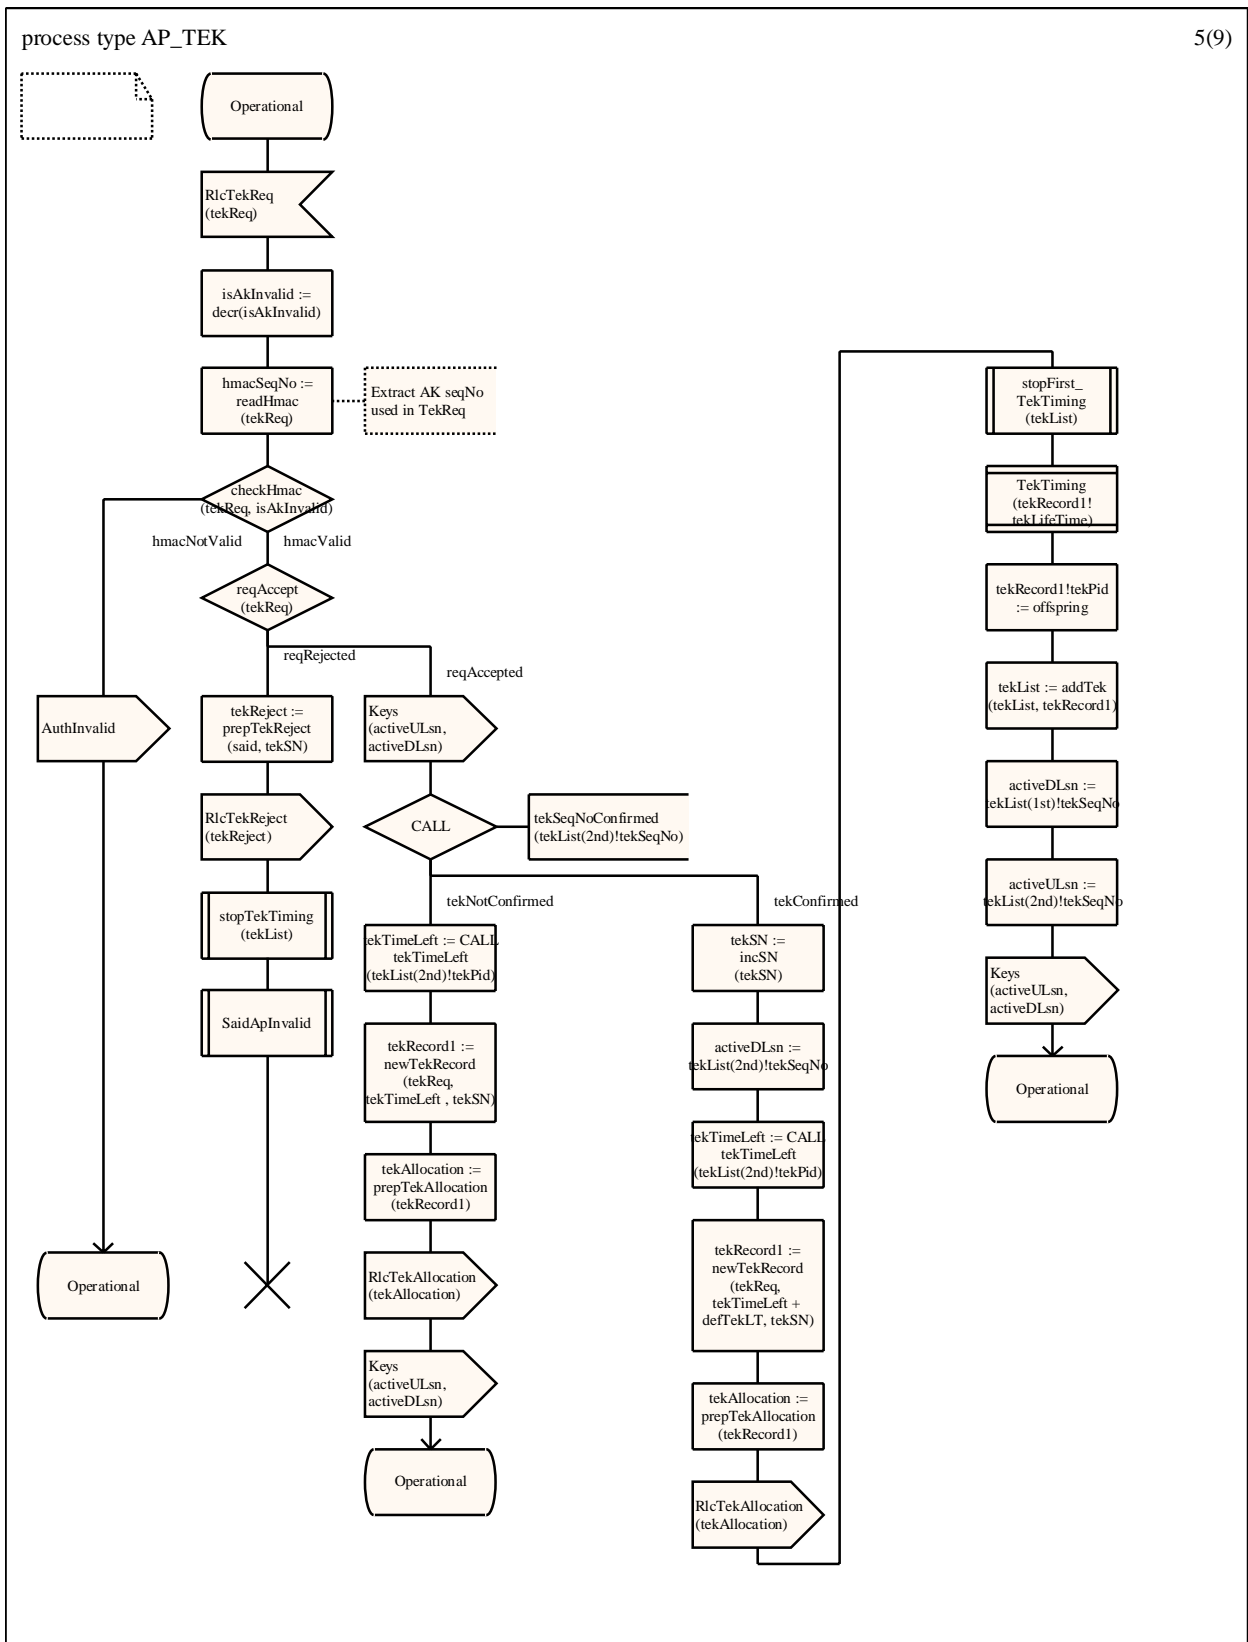 process type AP_TEK
5(9)
Operational
RlcTekReq
(tekReq)
isAkInvalid :=
decr(isAkInvalid)
hmacSeqNo :=
readHmac
(tekReq)
Extract AK seqNo
used in TekReq
checkHmac
(tekReq, isAkInvalid)
hmacNotValid
hmacValid
reqAccept
(tekReq)
reqRejected
reqAccepted
AuthInvalid
Operational
tekReject :=
prepTekReject
(said, tekSN)
RlcTekReject
(tekReject)
stopTekTiming
(tekList)
SaidApInvalid
Keys
(activeULsn,
activeDLsn)
CALL
tekSeqNoConfirmed
(tekList(2nd)!tekSeqNo)
tekNotConfirmed
tekConfirmed
tekTimeLeft := CALL
tekTimeLeft
(tekList(2nd)!tekPid)
tekRecord1 :=
newTekRecord
(tekReq,
tekTimeLeft , tekSN)
tekAllocation :=
prepTekAllocation
(tekRecord1)
RlcTekAllocation
(tekAllocation)
Keys
(activeULsn,
activeDLsn)
Operational
tekSN :=
incSN
(tekSN)
activeDLsn :=
tekList(2nd)!tekSeqNo
tekTimeLeft := CALL
tekTimeLeft
(tekList(2nd)!tekPid)
tekRecord1 :=
newTekRecord
(tekReq,
tekTimeLeft +
defTekLT, tekSN)
tekAllocation :=
prepTekAllocation
(tekRecord1)
RlcTekAllocation
(tekAllocation)
stopFirst_
TekTiming
(tekList)
TekTiming
(tekRecord1!
tekLifeTime)
tekRecord1!tekPid
:= offspring
tekList := addTek
(tekList, tekRecord1)
activeDLsn :=
tekList(1st)!tekSeqNo
activeULsn :=
tekList(2nd)!tekSeqNo
Keys
(activeULsn,
activeDLsn)
Operational